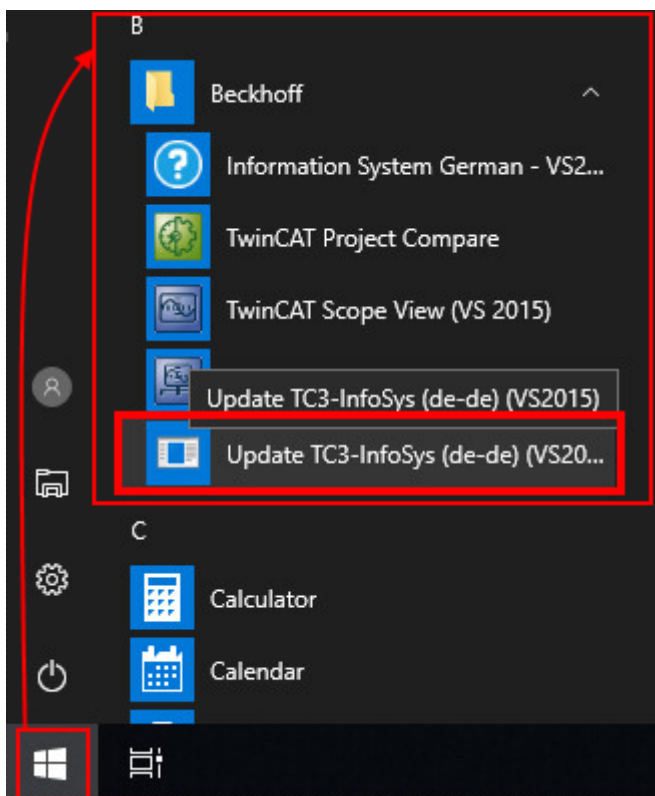 B
Beckhoff
Information System German - VS2...
TwinCAT Project Compare
TwinCAT Scope View (VS 2015)
Update TC3-InfoSys (de-de) (VS2015)
Update TC3-InfoSys (de-de) (VS20...
C
Calculator
Calendar